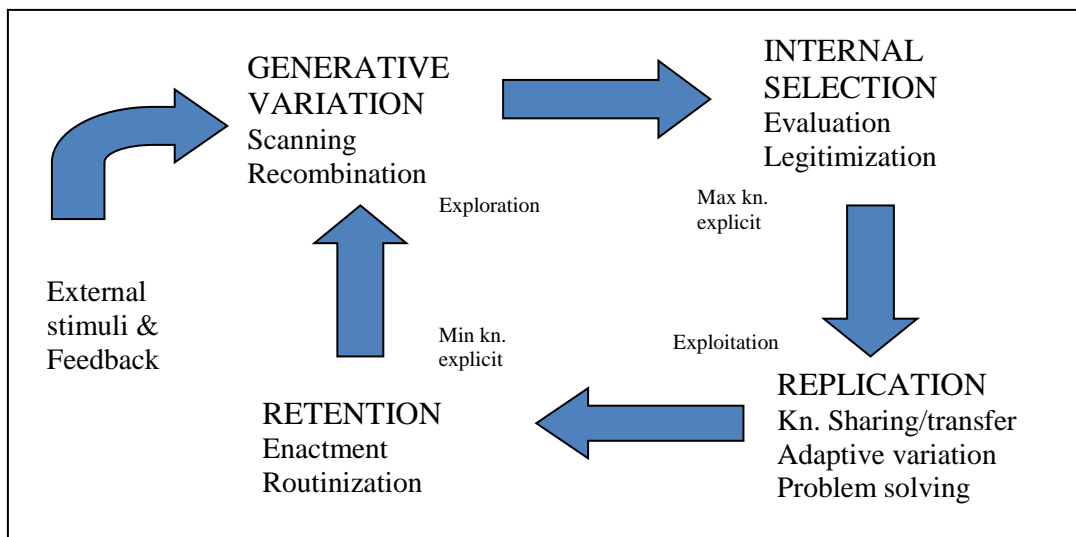 GENERATIVE
VARIATION
Scanning
Recombination
INTERNAL
SELECTION
Evaluation
Legitimization
Exploration
Max kn.
explicit
External
stimuli &
Feedback
Min kn.
explicit
Exploitation
RETENTION
Enactment
Routinization
REPLICATION
Kn. Sharing/transfer
Adaptive variation
Problem solving